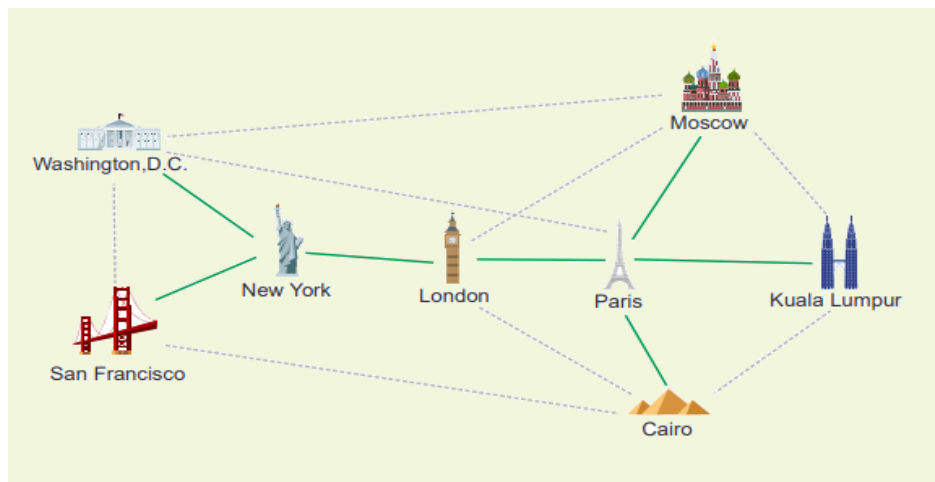 Moscow
Washington,D.C.
New York
London
Paris
Kuala Lumpur
San Francisco
Cairo